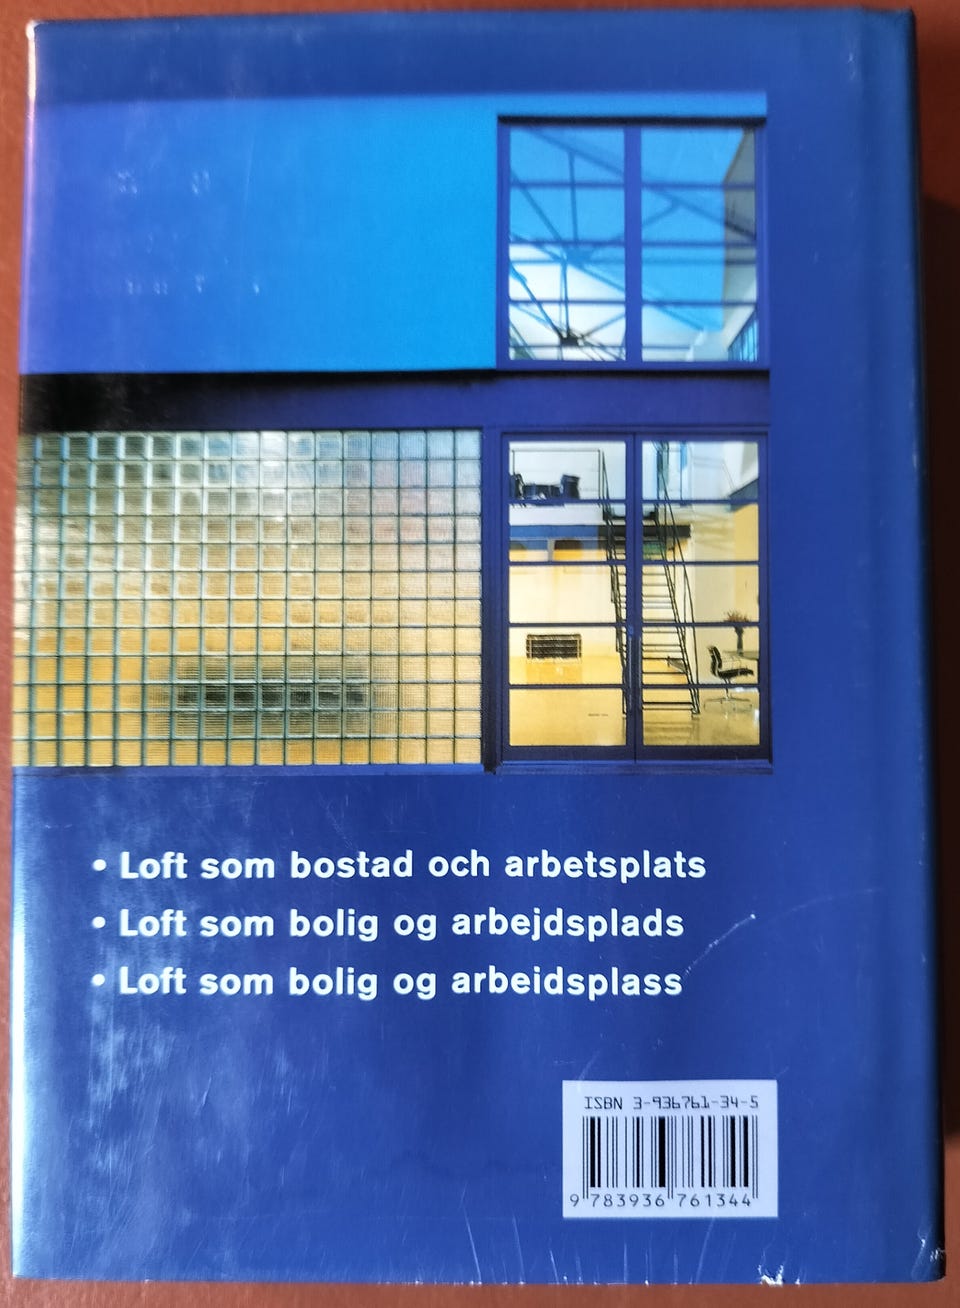 • Loft som bostad och arbetsplats
• Loft som bolig og arbejdsplads
• Loft som bolig og arbeidsplass
ISBN 3-936761-34-5
9 783936 761344